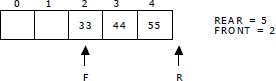 0 1 2 3 4
33 44 55
REAR = 5
FRONT = 2
F R